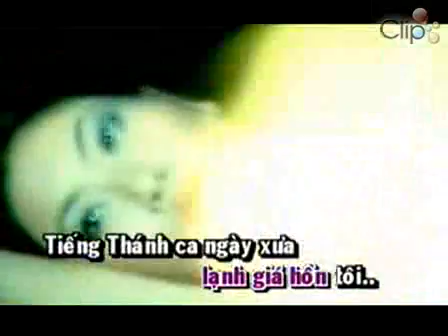 Clip
Tiếng Thánh ca ngày xưa
lạnh giá hồn tôi..